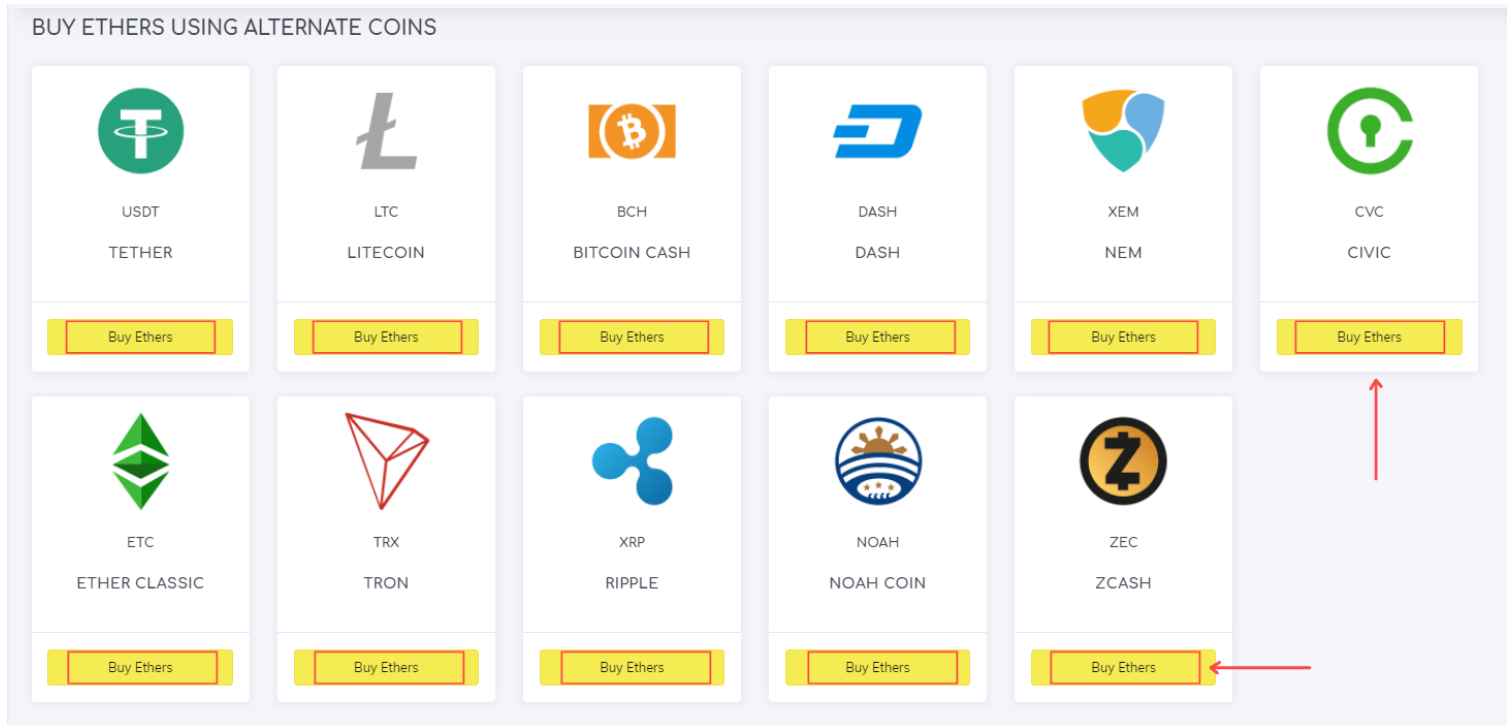 BUY ETHERS USING ALTERNATE COINS
USDT
TETHER
Buy Ethers
LTC
LITECOIN
Buy Ethers
BCH
BITCOIN CASH
Buy Ethers
DASH
DASH
Buy Ethers
XEM
NEM
Buy Ethers
CVC
CIVIC
Buy Ethers
ETC
ETHER CLASSIC
Buy Ethers
TRX
TRON
Buy Ethers
XRP
RIPPLE
Buy Ethers
NOAH
NOAH COIN
Buy Ethers
ZEC
ZCASH
Buy Ethers